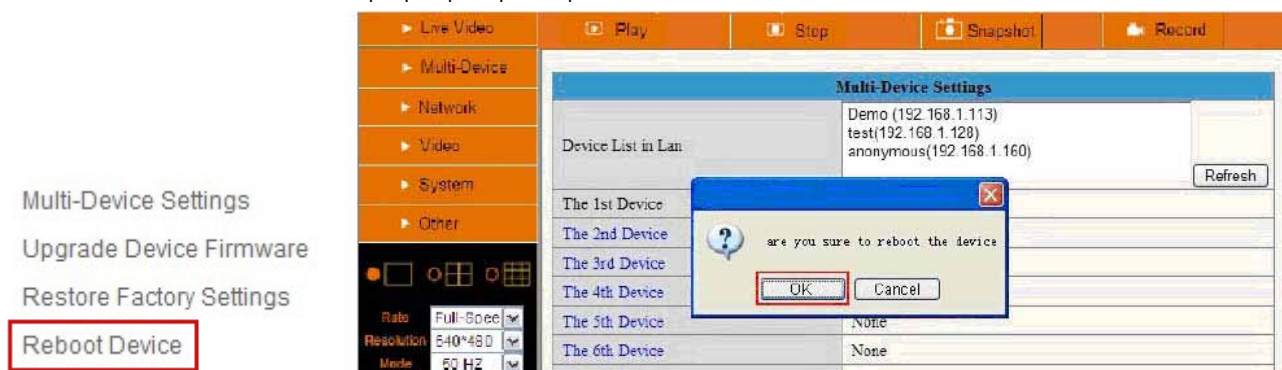 Multi-Device Settings
Upgrade Device Firmware
Restore Factory Settings
Reboot Device
Live Video
Multi-Device
Network
Video
System
Other
Rate Full-Spee
Resolution 640*480
Mode 50 HZ
Play Stop Snapshot Record
Multi-Device Settings
Device List in Lan
Demo (192.168.1.113)
test(192.168.1.128)
anonymous(192.168.1.160)
Refresh
The 1st Device
The 2nd Device
The 3rd Device
The 4th Device
The 5th Device None
The 6th Device None
are you sure to reboot the device
OK Cancel